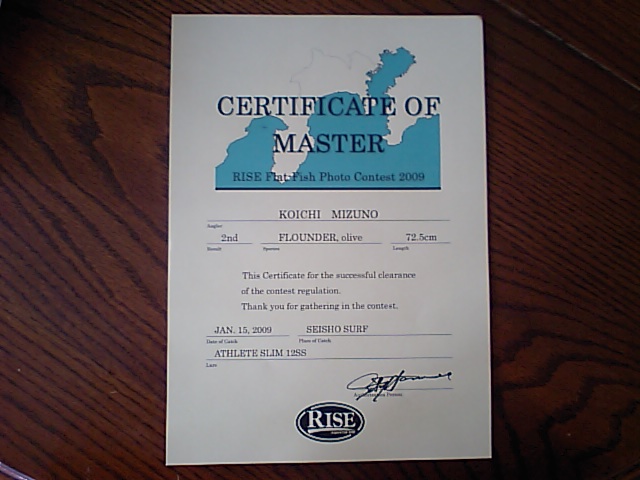 CERTIFICATE OF
MASTER
RISE Flat Fish Photo Contest 2009
KOICHI MIZUNO
Angler
2nd FLOUNDER, olive 72.5cm
Result Species Length
This Certificate for the successful clearance
of the contest regulation.
Thank you for gathering in the contest.
JAN. 15, 2009 SEISHO SURF
Date of Catch Place of Catch
ATHLETE SLIM 12SS
Lure
RISE